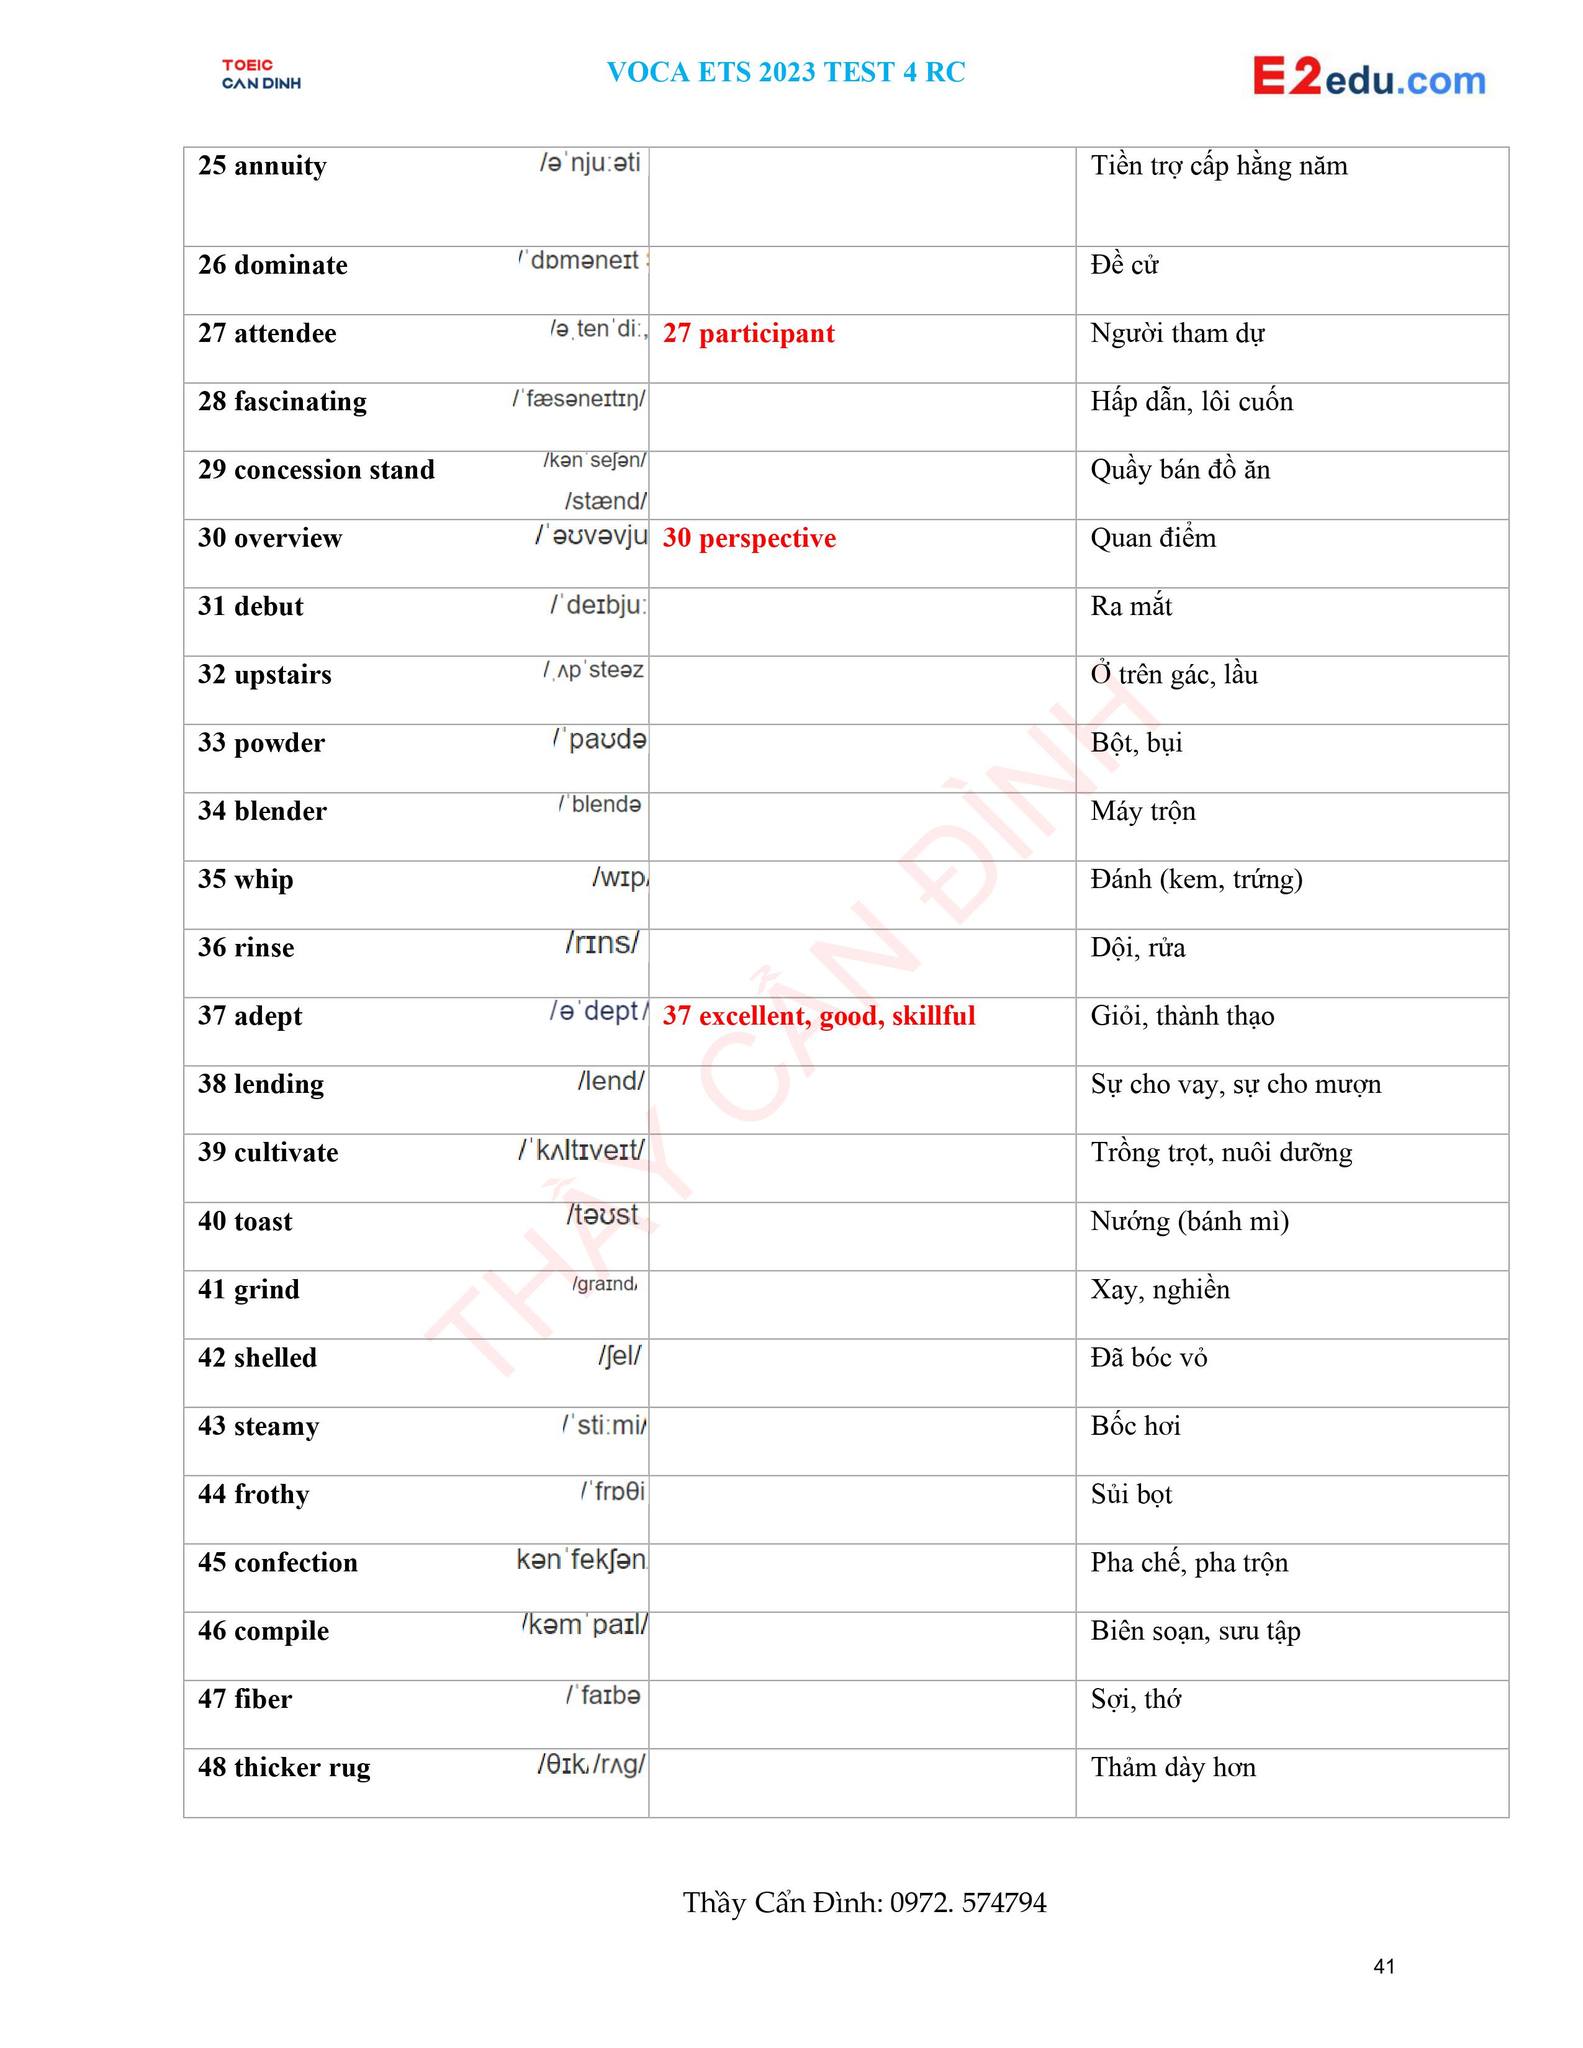 TOEIC
CAN DINH
VOCA ETS 2023 TEST 4 RC
E2edu.com
25 annuity /əˈnjuːəti Tiền trợ cấp hằng năm
26 dominate /ˈdɒməneɪt Đề cử
27 attendee /əˌtenˈdiː, 27 participant Người tham dự
28 fascinating /ˈfæsəneɪtɪŋ/ Hấp dẫn, lôi cuốn
29 concession stand /kənˈseʃən/ Quầy bán đồ ăn
/stænd/
30 overview /ˈəʊvəvju 30 perspective Quan điểm
31 debut /ˈdeɪbjuː Ra mắt
32 upstairs /ˌʌpˈsteəz Ở trên gác, lầu
33 powder /ˈpaʊdə Bột, bụi
34 blender /ˈblendə Máy trộn
35 whip /wɪp/ Đánh (kem, trứng)
36 rinse /rɪns/ Dội, rửa
37 adept /əˈdept/ 37 excellent, good, skillful Giỏi, thành thạo
38 lending /lend/ Sự cho vay, sự cho mượn
39 cultivate /ˈkʌltɪveɪt/ Trồng trọt, nuôi dưỡng
40 toast /təʊst Nướng (bánh mì)
41 grind /graɪnd/ Xay, nghiền
42 shelled /ʃel/ Đã bóc vỏ
43 steamy /ˈstiːmi/ Bốc hơi
44 frothy /ˈfrɒθi Sủi bọt
45 confection kənˈfekʃən Pha chế, pha trộn
46 compile /kəmˈpaɪl/ Biên soạn, sưu tập
47 fiber /ˈfaɪbə Sợi, thớ
48 thicker rug /θɪk/ /rʌg/ Thảm dày hơn
THẦY CẨN ĐÌNH
Thầy Cẩn Đình: 0972. 574794
41